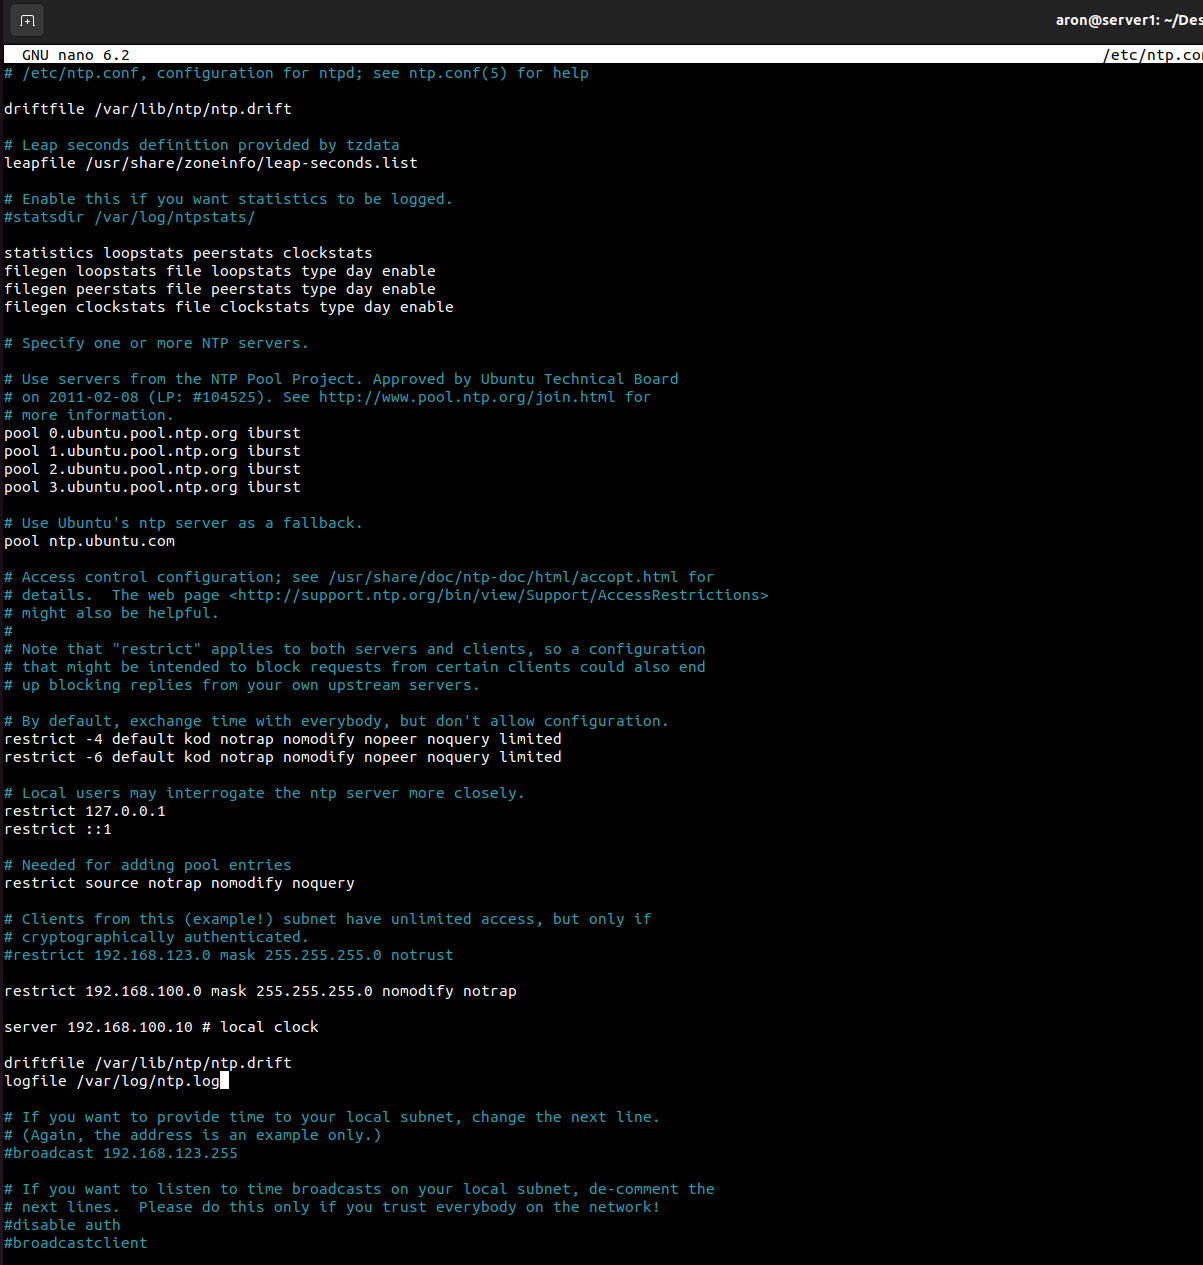 aron@server1: ~/Des
GNU nano 6.2 /etc/ntp.co
# /etc/ntp.conf, configuration for ntpd; see ntp.conf(5) for help
driftfile /var/lib/ntp/ntp.drift
# Leap seconds definition provided by tzdata
leapfile /usr/share/zoneinfo/leap-seconds.list
# Enable this if you want statistics to be logged.
#statsdir /var/log/ntpstats/
statistics loopstats peerstats clockstats
filegen loopstats file loopstats type day enable
filegen peerstats file peerstats type day enable
filegen clockstats file clockstats type day enable
# Specify one or more NTP servers.
# Use servers from the NTP Pool Project. Approved by Ubuntu Technical Board
# on 2011-02-08 (LP: #104525). See http://www.pool.ntp.org/join.html for
# more information.
pool 0.ubuntu.pool.ntp.org iburst
pool 1.ubuntu.pool.ntp.org iburst
pool 2.ubuntu.pool.ntp.org iburst
pool 3.ubuntu.pool.ntp.org iburst
# Use Ubuntu's ntp server as a fallback.
pool ntp.ubuntu.com
# Access control configuration; see /usr/share/doc/ntp-doc/html/accopt.html for
# details.  The web page <http://support.ntp.org/bin/view/Support/AccessRestrictions>
# might also be helpful.
#
# Note that "restrict" applies to both servers and clients, so a configuration
# that might be intended to block requests from certain clients could also end
# up blocking replies from your own upstream servers.
# By default, exchange time with everybody, but don't allow configuration.
restrict -4 default kod notrap nomodify nopeer noquery limited
restrict -6 default kod notrap nomodify nopeer noquery limited
# Local users may interrogate the ntp server more closely.
restrict 127.0.0.1
restrict ::1
# Needed for adding pool entries
restrict source notrap nomodify noquery
# Clients from this (example!) subnet have unlimited access, but only if
# cryptographically authenticated.
#restrict 192.168.123.0 mask 255.255.255.0 notrust
restrict 192.168.100.0 mask 255.255.255.0 nomodify notrap
server 192.168.100.10 # local clock
driftfile /var/lib/ntp/ntp.drift
logfile /var/log/ntp.log
# If you want to provide time to your local subnet, change the next line.
# (Again, the address is an example only.)
#broadcast 192.168.123.255
# If you want to listen to time broadcasts on your local subnet, de-comment the
# next lines.  Please do this only if you trust everybody on the network!
#disable auth
#broadcastclient